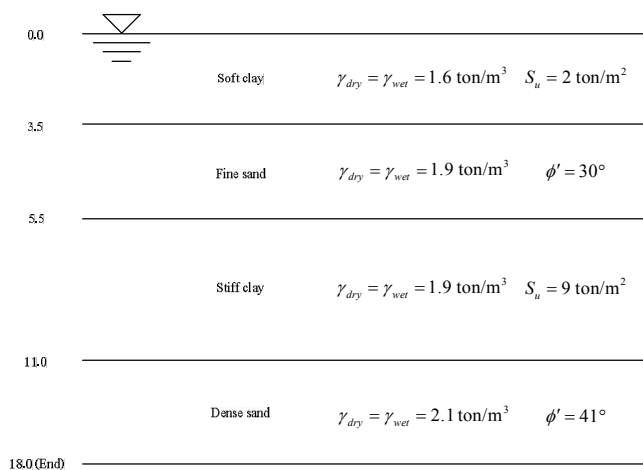 0.0
Soft clay γdry = γwet = 1.6 ton/m³ Su = 2 ton/m²
3.5
Fine sand γdry = γwet = 1.9 ton/m³ ϕ′ = 30°
5.5
Stiff clay γdry = γwet = 1.9 ton/m³ Su = 9 ton/m²
11.0
Dense sand γdry = γwet = 2.1 ton/m³ ϕ′ = 41°
18.0 (End)